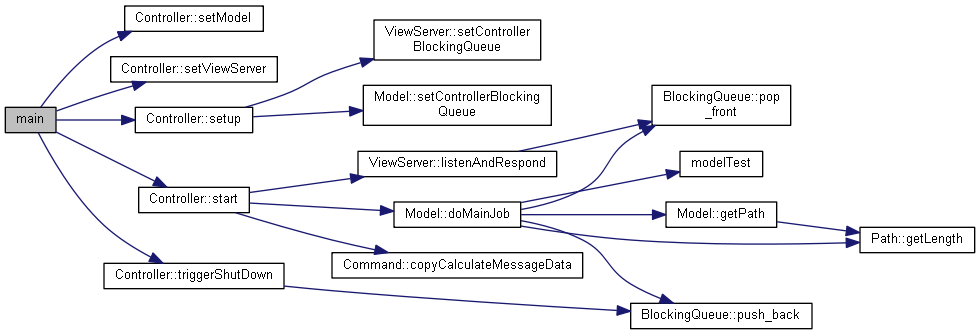 Controller::setModel
ViewServer::setController
BlockingQueue
Controller::setViewServer
main
Controller::setup
Model::setControllerBlocking
Queue
BlockingQueue::pop
_front
ViewServer::listenAndRespond
modelTest
Controller::start
Model::doMainJob
Model::getPath
Path::getLength
Command::copyCalculateMessageData
Controller::triggerShutDown
BlockingQueue::push_back